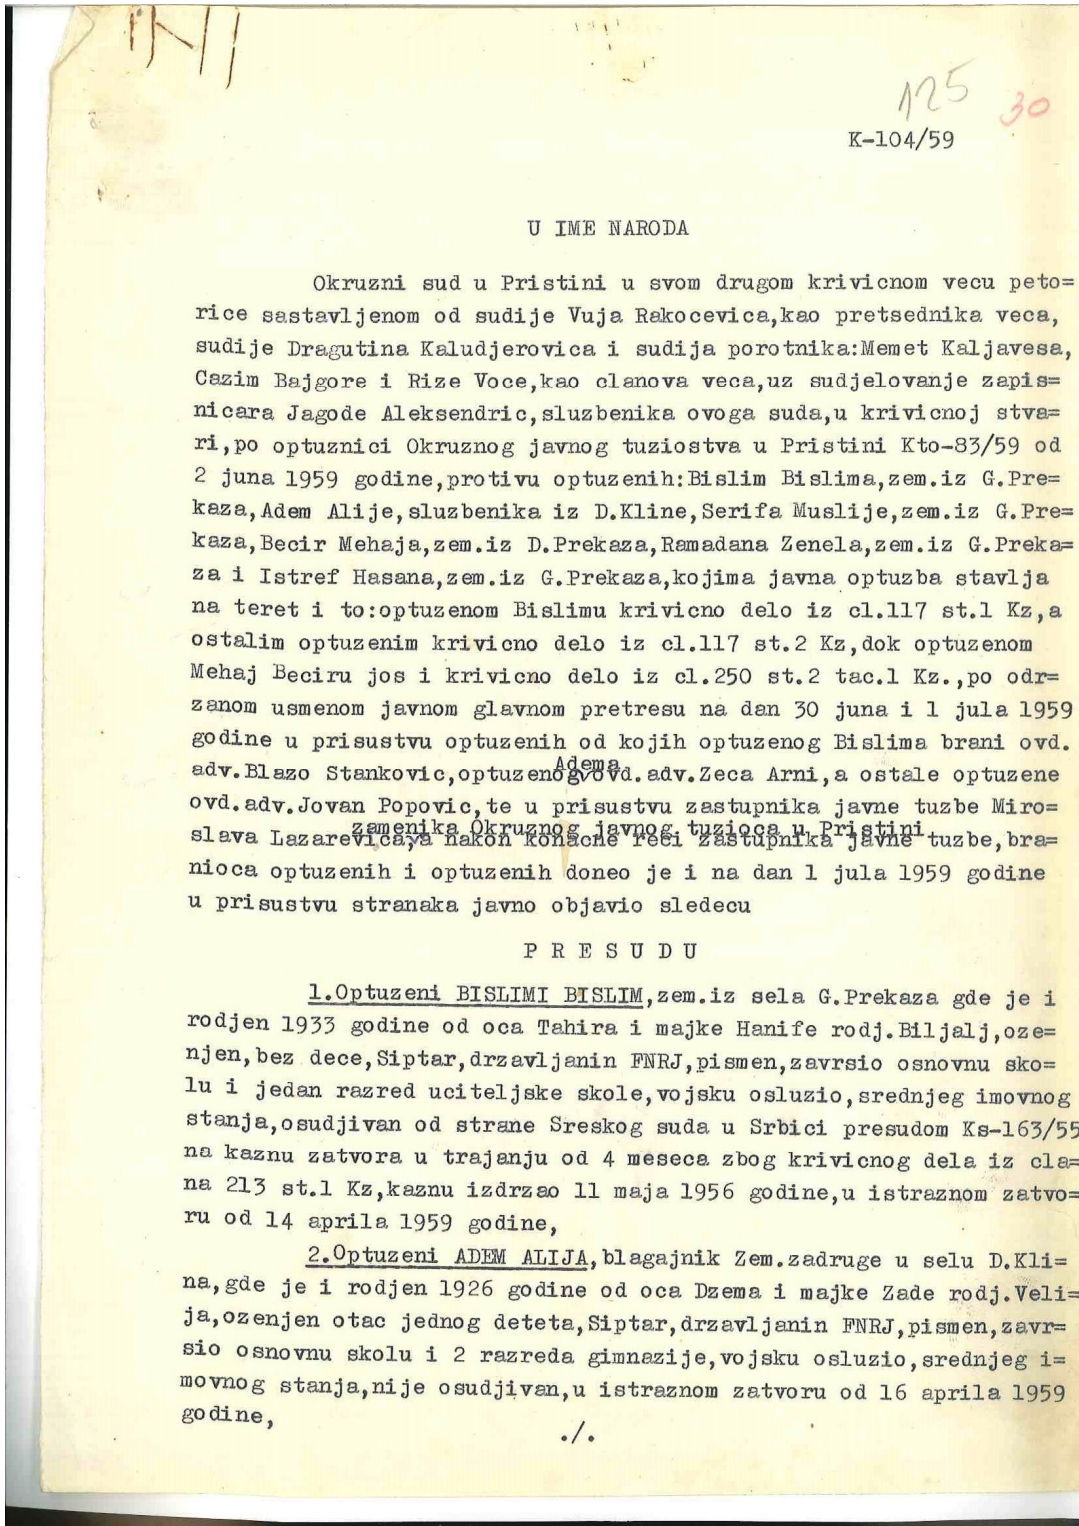 125
30
K-104/59
U IME NARODA
Okruzni sud u Pristini u svom drugom krivicnom vecu peto=
rice sastavljenom od sudije Vuja Rakocevica,kao pretsednika veca,
sudije Dragutina Kaludjerovica i sudija porotnika:Memet Kaljavesa,
Cazim Bajgore i Rize Voce,kao clanova veca,uz sudjelovanje zapis=
nicara Jagode Aleksendric,sluzbenika ovoga suda,u krivicnoj stva=
ri,po optuznici Okruznog javnog tuziostva u Pristini Kto-83/59 od
2 juna 1959 godine,protivu optuzenih:Bislim Bislima,zem.iz G.Pre=
kaza,Adem Alije,sluzbenika iz D.Kline,Serifa Muslije,zem.iz G.Pre=
kaza,Becir Mehaja,zem.iz D.Prekaza,Ramadana Zenela,zem.iz G.Preka=
za i Istref Hasana,zem.iz G.Prekaza,kojima javna optuzba stavlja
na teret i to:optuzenom Bislimu krivicno delo iz cl.117 st.1 Kz,a
ostalim optuzenim krivicno delo iz cl.117 st.2 Kz,dok optuzenom
Mehaj Beciru jos i krivicno delo iz cl.250 st.2 tac.1 Kz.,po odr=
zanom usmenom javnom glavnom pretresu na dan 30 juna i 1 jula 1959
godine u prisustvu optuzenih od kojih optuzenog Bislima brani ovd.
Adema
adv.Blazo Stankovic,optuzenog ovd.adv.Zeca Arni,a ostale optuzene
ovd.adv.Jovan Popovic,te u prisustvu zastupnika javne tuzbe Miro=
zamenika Okruznog javnog tuzioca u Pristini
slava Lazarevica,a nakon konacne reci zastupnika javne tuzbe,bra=
nioca optuzenih i optuzenih doneo je i na dan 1 jula 1959 godine
u prisustvu stranaka javno objavio sledecu
P R E S U D U
1.Optuzeni BISLIMI BISLIM,zem.iz sela G.Prekaza gde je i
rodjen 1933 godine od oca Tahira i majke Hanife rodj.Biljalj,oze=
njen,bez dece,Siptar,drzavljanin FNRJ,pismen,zavrsio osnovnu sko=
lu i jedan razred uciteljske skole,vojsku osluzio,srednjeg imovnog
stanja,osudjivan od strane Sreskog suda u Srbici presudom Ks-163/55
na kaznu zatvora u trajanju od 4 meseca zbog krivicnog dela iz cla=
na 213 st.1 Kz,kaznu izdrzao 11 maja 1956 godine,u istraznom zatvo=
ru od 14 aprila 1959 godine,
2.Optuzeni ADEM ALIJA,blagajnik Zem.zadruge u selu D.Kli=
na,gde je i rodjen 1926 godine od oca Dzema i majke Zade rodj.Veli=
ja,ozenjen otac jednog deteta,Siptar,drzavljanin FNRJ,pismen,zavr=
sio osnovnu skolu i 2 razreda gimnazije,vojsku osluzio,srednjeg i=
movnog stanja,nije osudjivan,u istraznom zatvoru od 16 aprila 1959
godine,
./.